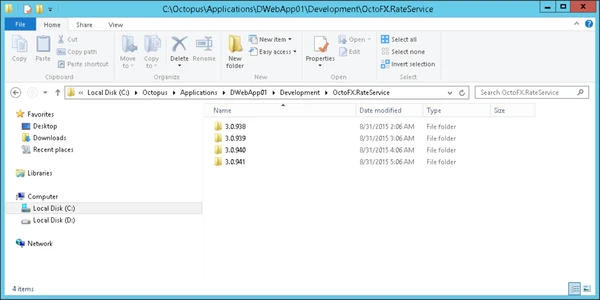 C:\Octopus\Applications\DWebApp01\Development\OctoFX.RateService
File Home Share View
Copy Paste Cut Copy path Paste shortcut Move to Copy to Delete Rename New folder New item Easy access Properties Open Edit History Select all Select none Invert selection
Clipboard Organize New Open Select
« Local Disk (C:) Octopus Applications DWebApp01 Development OctoFX.RateService Search OctoFX.RateService
Name Date modified Type Size
Favorites
Desktop
Downloads
Recent places
Libraries
Computer
Local Disk (C:)
Local Disk (D:)
Network
3.0.938 8/31/2015 2:06 AM File folder
3.0.939 8/31/2015 3:06 AM File folder
3.0.940 8/31/2015 4:06 AM File folder
3.0.941 8/31/2015 5:06 AM File folder
4 items